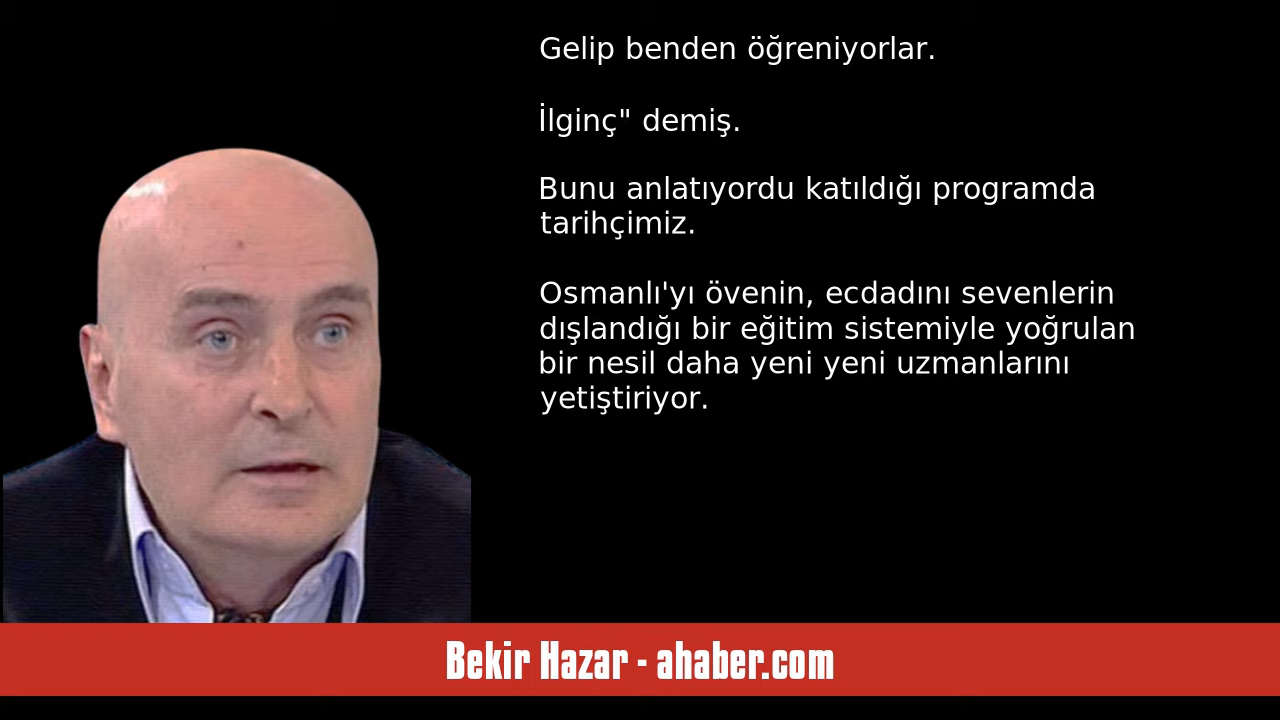 Gelip benden öğreniyorlar.
İlginç" demiş.
Bunu anlatıyordu katıldığı programda
tarihçimiz.
Osmanlı'yı övenin, ecdadını sevenlerin
dışlandığı bir eğitim sistemiyle yoğrulan
bir nesil daha yeni yeni uzmanlarını
yetiştiriyor.
Bekir Hazar - ahaber.com